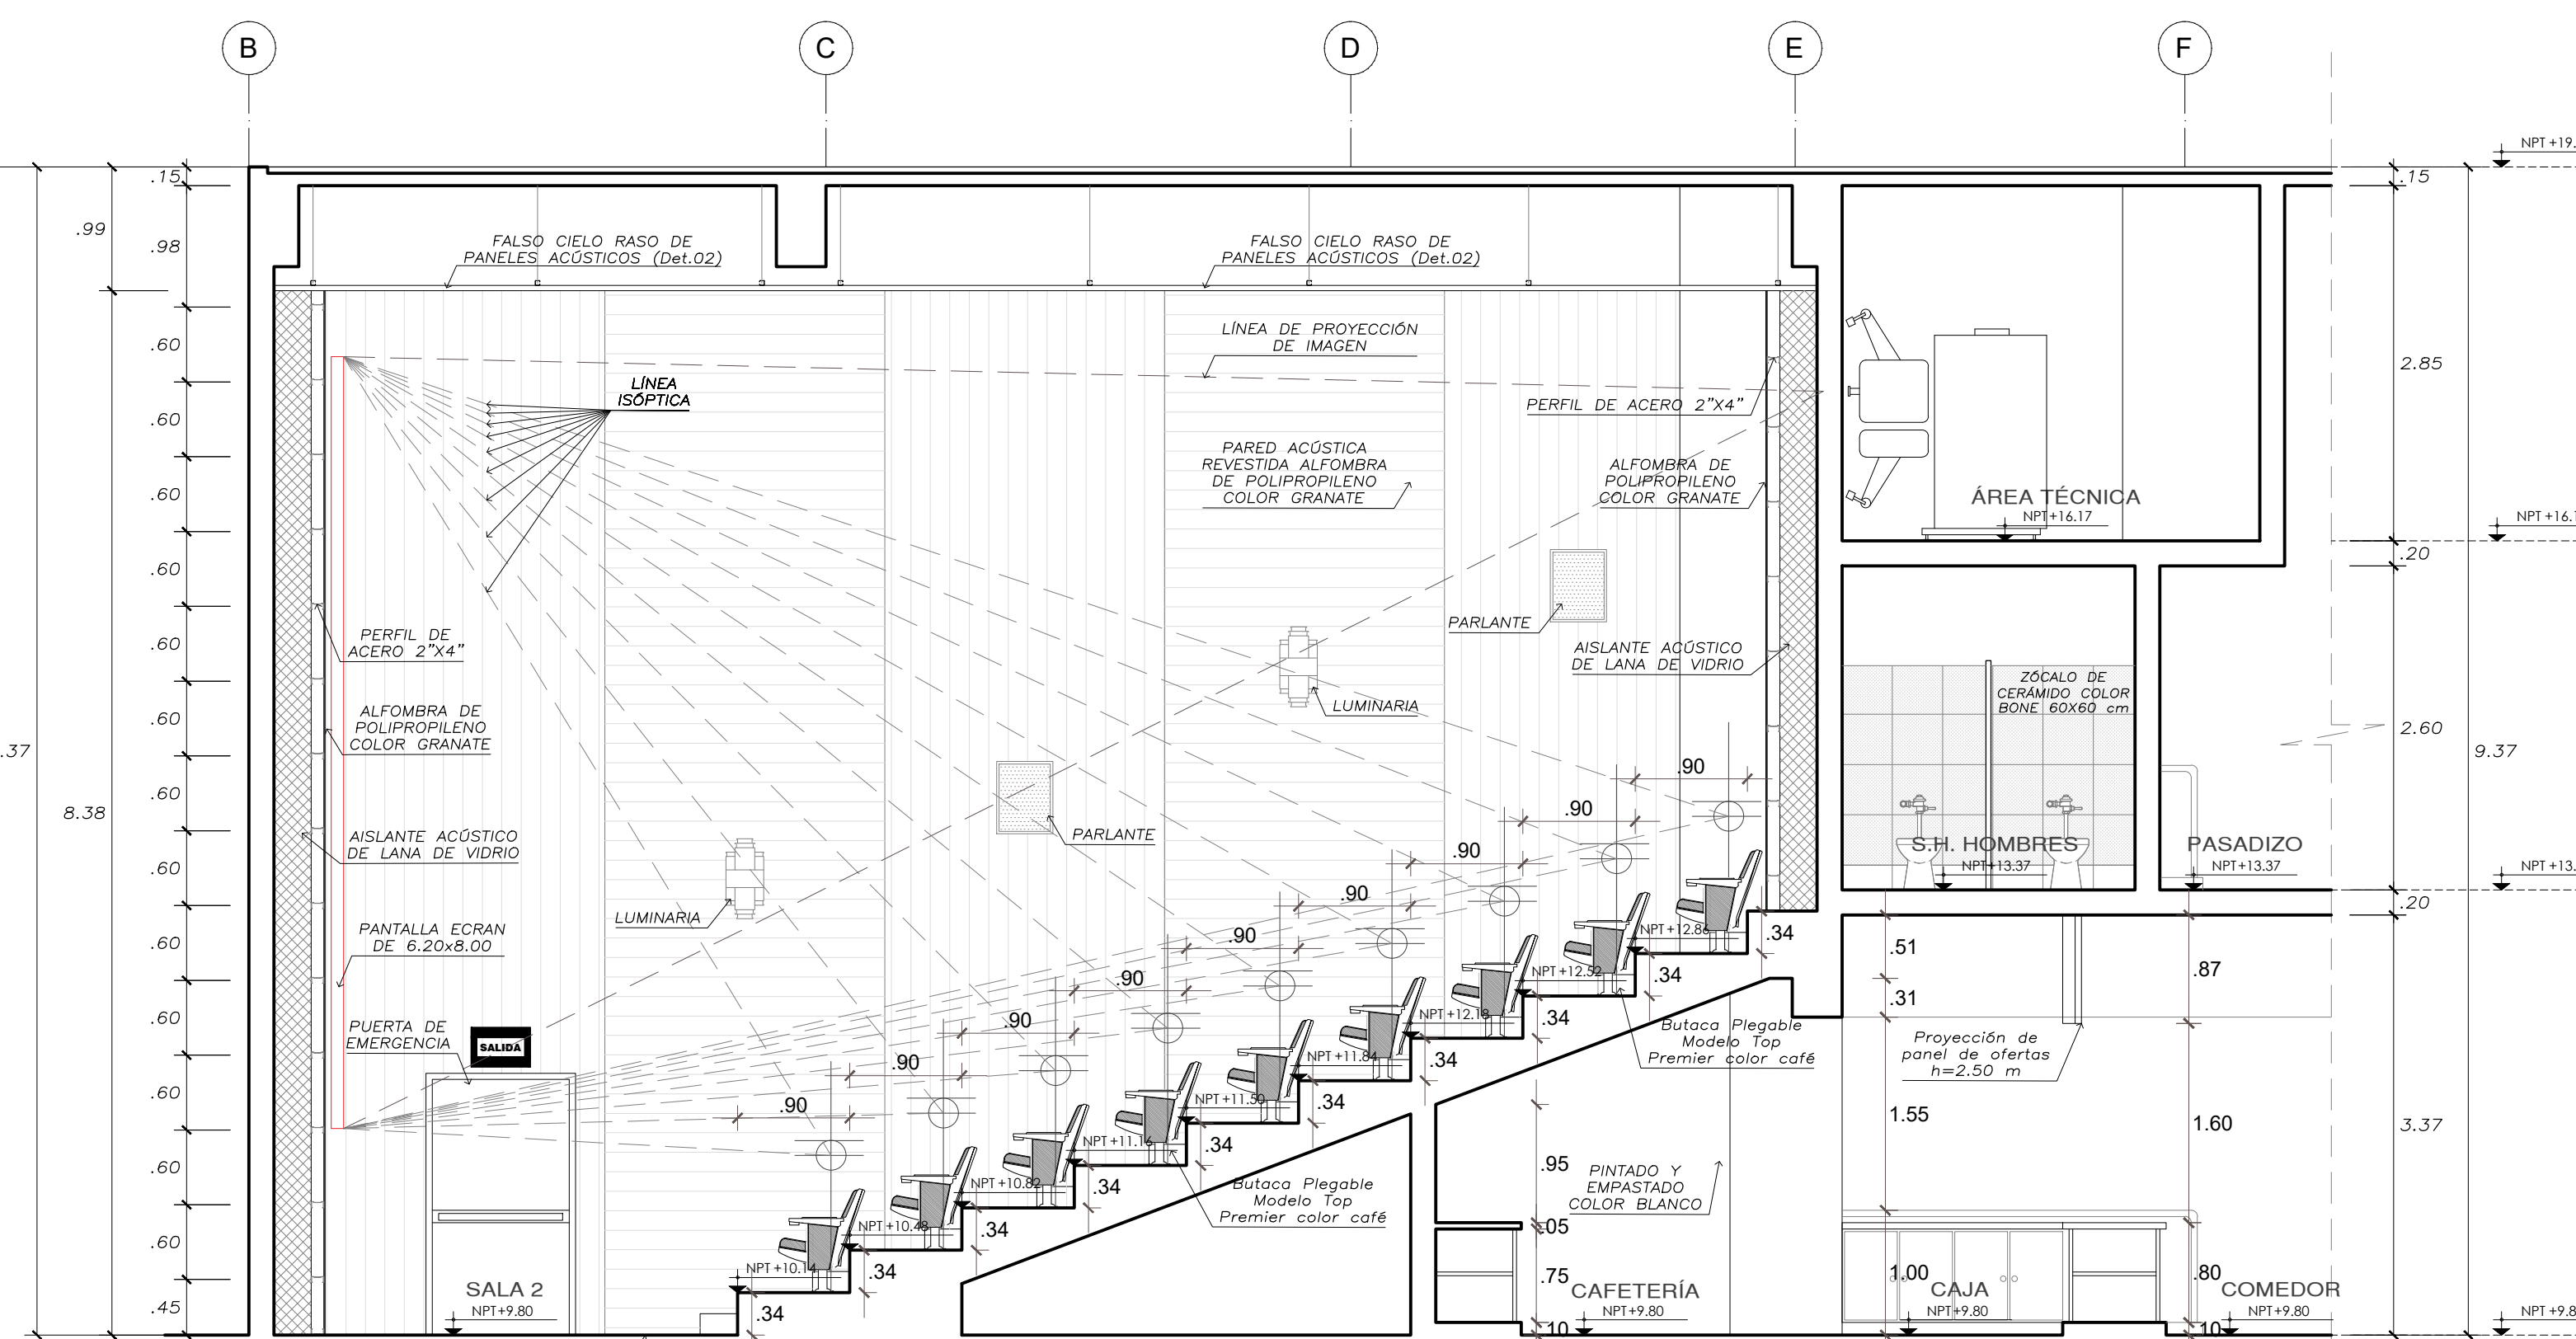 B
C
D
E
F
NPT +19.
.15
.99
.98
.15
FALSO CIELO RASO DE
PANELES ACÚSTICOS (Det.02)
FALSO CIELO RASO DE
PANELES ACÚSTICOS (Det.02)
LÍNEA DE PROYECCIÓN
DE IMAGEN
LÍNEA
ISÓPTICA
PERFIL DE ACERO 2"X4"
PARED ACÚSTICA
REVESTIDA ALFOMBRA
DE POLIPROPILENO
COLOR GRANATE
ALFOMBRA DE
POLIPROPILENO
COLOR GRANATE
ÁREA TÉCNICA
NPT+16.17
NPT +16.1
.60
.60
.60
.60
.60
.60
.60
.60
.60
.60
.60
.60
.60
.45
.37
8.38
2.85
.20
2.60
9.37
.20
3.37
PERFIL DE
ACERO 2"X4"
PARLANTE
AISLANTE ACÚSTICO
DE LANA DE VIDRIO
LUMINARIA
ZÓCALO DE
CERÁMIDO COLOR
BONE 60X60 cm
ALFOMBRA DE
POLIPROPILENO
COLOR GRANATE
AISLANTE ACÚSTICO
DE LANA DE VIDRIO
PARLANTE
LUMINARIA
S.H. HOMBRES
NPT+13.37
PASADIZO
NPT+13.37
NPT +13.
PANTALLA ECRAN
DE 6.20x8.00
PUERTA DE
EMERGENCIA
SALIDA
.90
.90
.90
.90
.90
.90
.90
.90
.90
NPT +12.86
NPT +12.52
NPT +12.18
NPT +11.84
NPT +11.50
NPT +11.16
NPT +10.82
NPT +10.48
NPT +10.14
.34
.34
.34
.34
.34
.34
.34
.34
.34
.34
Butaca Plegable
Modelo Top
Premier color café
Butaca Plegable
Modelo Top
Premier color café
Proyección de
panel de ofertas
h=2.50 m
.51
.31
1.55
1.00
.87
1.60
.80
.10
.95
.05
.75
.10
PINTADO Y
EMPASTADO
COLOR BLANCO
SALA 2
NPT+9.80
CAFETERÍA
NPT+9.80
CAJA
NPT+9.80
COMEDOR
NPT+9.80
NPT +9.8